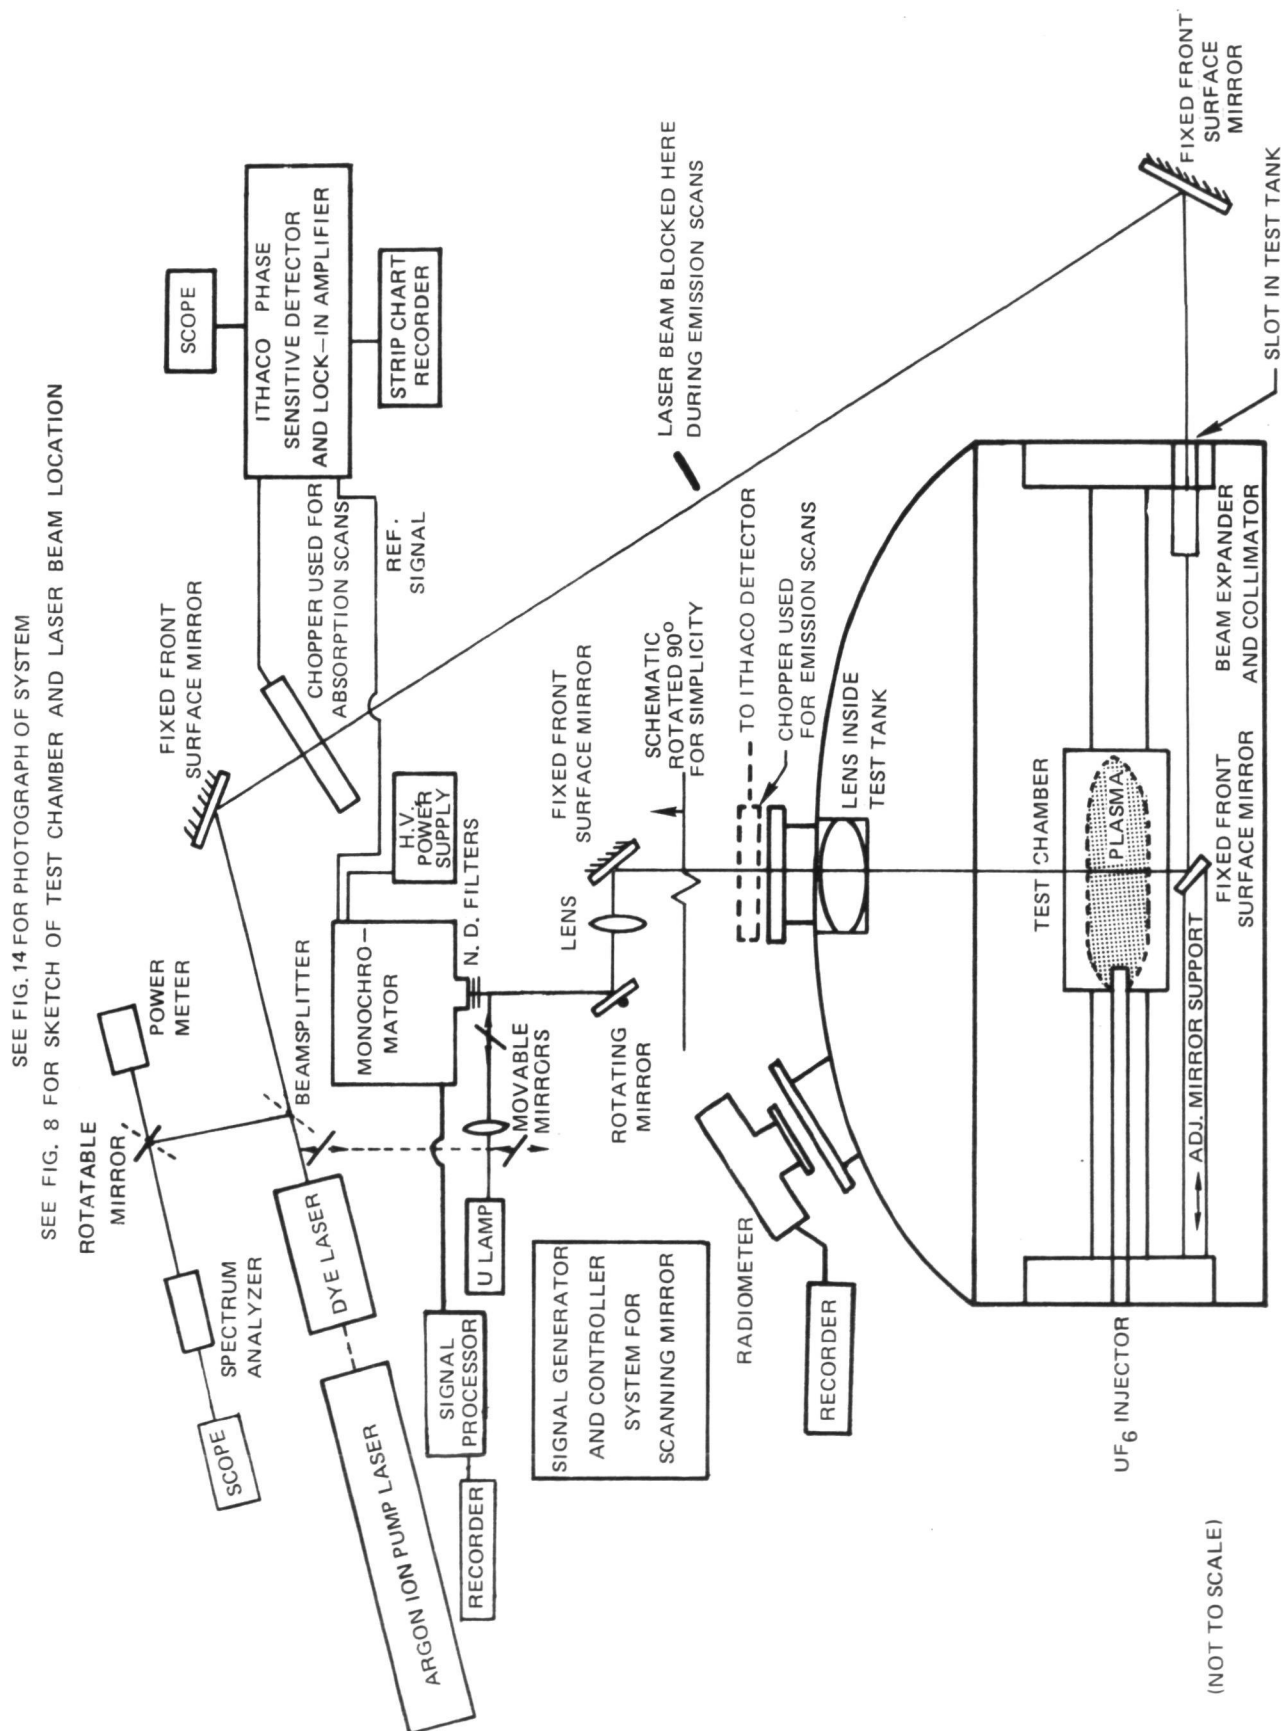 SEE FIG. 14 FOR PHOTOGRAPH OF SYSTEM
SEE FIG. 8 FOR SKETCH OF TEST CHAMBER AND LASER BEAM LOCATION
SCOPE
SPECTRUM
ANALYZER
ROTATABLE
MIRROR
POWER
METER
ARGON ION PUMP LASER
DYE LASER
BEAMSPLITTER
FIXED FRONT
SURFACE MIRROR
SCOPE
ITHACO PHASE
SENSITIVE DETECTOR
AND LOCK-IN AMPLIFIER
STRIP CHART
RECORDER
CHOPPER USED FOR
ABSORPTION SCANS
REF.
SIGNAL
RECORDER
SIGNAL
PROCESSOR
U LAMP
MOVABLE
MIRRORS
MONOCHRO-
MATOR
H.V.
POWER
SUPPLY
N. D. FILTERS
LENS
ROTATING
MIRROR
FIXED FRONT
SURFACE MIRROR
LASER BEAM BLOCKED HERE
DURING EMISSION SCANS
SIGNAL GENERATOR
AND CONTROLLER
SYSTEM FOR
SCANNING MIRROR
SCHEMATIC
ROTATED 90°
FOR SIMPLICITY
TO ITHACO DETECTOR
CHOPPER USED
FOR EMISSION SCANS
RADIOMETER
RECORDER
LENS INSIDE
TEST TANK
TEST CHAMBER
PLASMA
UF6 INJECTOR
ADJ. MIRROR SUPPORT
FIXED FRONT
SURFACE MIRROR
BEAM EXPANDER
AND COLLIMATOR
SLOT IN TEST TANK
FIXED FRONT
SURFACE
MIRROR
(NOT TO SCALE)